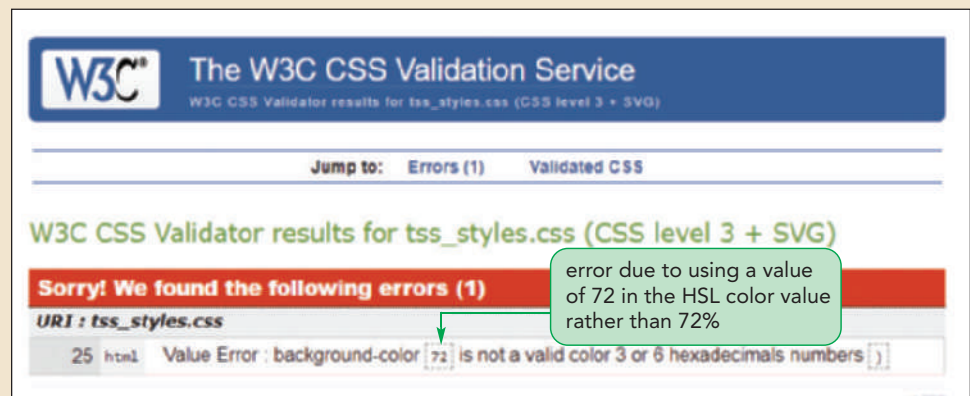 W3C®
The W3C CSS Validation Service
W3C CSS Validator results for tss_styles.css (CSS level 3 + SVG)
Jump to: Errors (1) Validated CSS
W3C CSS Validator results for tss_styles.css (CSS level 3 + SVG)
Sorry! We found the following errors (1)
error due to using a value
of 72 in the HSL color value
rather than 72%
URI : tss_styles.css
25 html Value Error : background-color 72 is not a valid color 3 or 6 hexadecimals numbers )